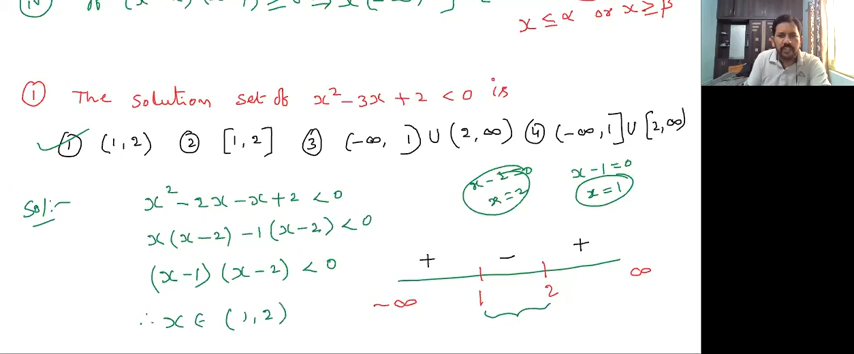 x ≤ α or x ≥ β
① The solution set of x² - 3x + 2 < 0 is
① (1, 2) ② [1, 2] ③ (-∞, 1) ∪ (2, ∞) ④ (-∞, 1] ∪ [2, ∞)
Sol:-
x² - 2x - x + 2 < 0
x(x-2) - 1(x-2) < 0
(x-1) (x-2) < 0
∴ x ∈ (1, 2)
x - 2 = 0
x = 2
x - 1 = 0
x = 1
+ - +
-∞ 1 2 ∞